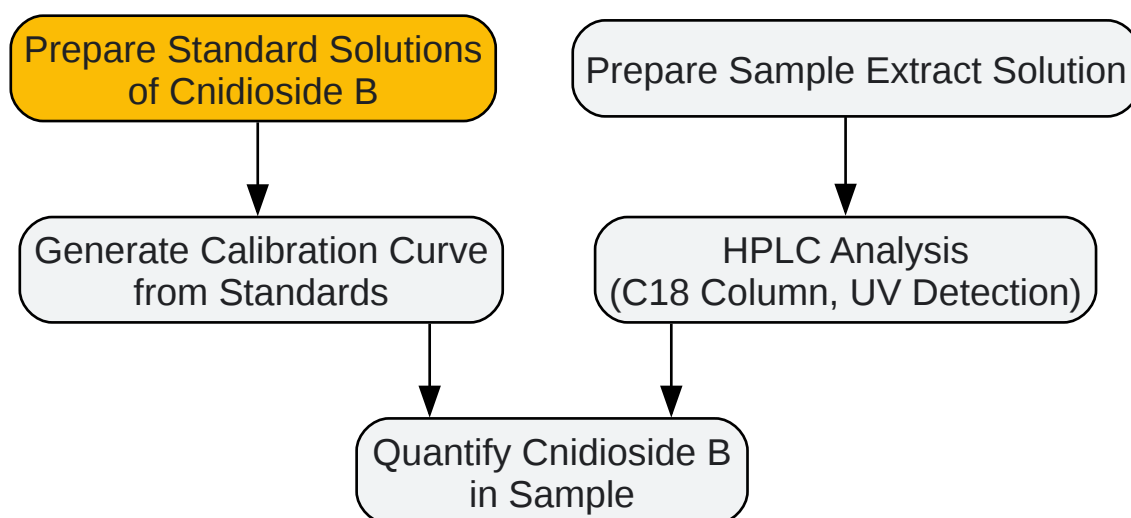 Prepare Standard Solutions
of Cnidioside B
Prepare Sample Extract Solution
Generate Calibration Curve
from Standards
HPLC Analysis
(C18 Column, UV Detection)
Quantify Cnidioside B
in Sample